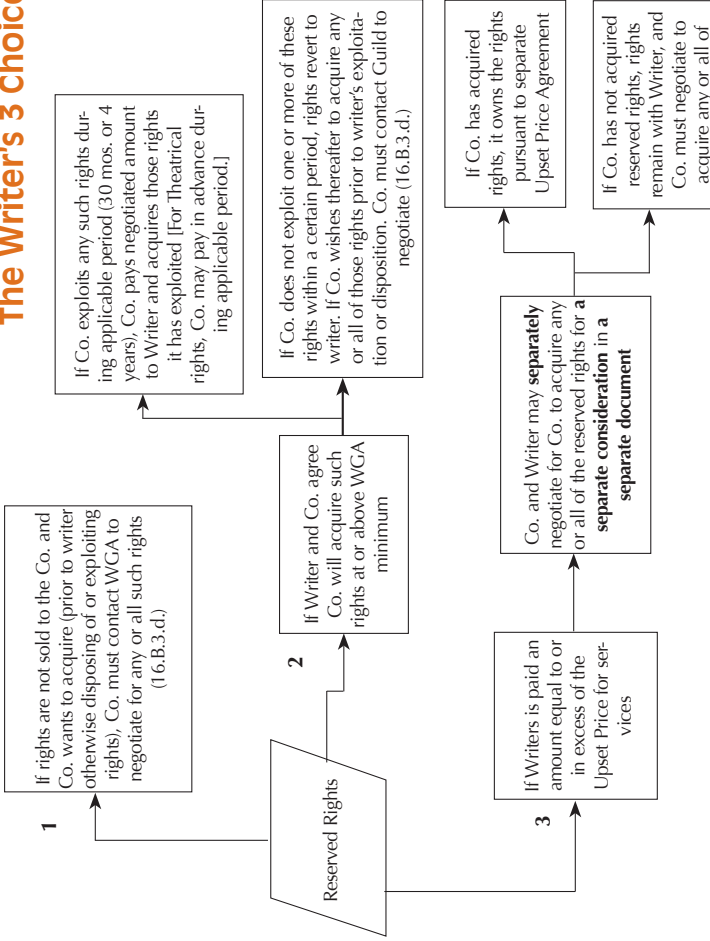 The Writer's 3 Choice
1
If rights are not sold to the Co. and
Co. wants to acquire (prior to writer
otherwise disposing of or exploiting
rights), Co. must contact WGA to
negotiate for any or all such rights
(16.B.3.d.)
Reserved Rights
2
If Writer and Co. agree
Co. will acquire such
rights at or above WGA
minimum
If Co. exploits any such rights dur-
ing applicable period (30 mos. or 4
years), Co. pays negotiated amount
to Writer and acquires those rights
it has exploited [For Theatrical
rights, Co. may pay in advance dur-
ing applicable period.]
If Co. does not exploit one or more of these
rights within a certain period, rights revert to
writer. If Co. wishes thereafter to acquire any
or all of those rights prior to writer's exploita-
tion or disposition. Co. must contact Guild to
negotiate (16.B.3.d.)
3
If Writers is paid an
amount equal to or
in excess of the
Upset Price for ser-
vices
Co. and Writer may separately
negotiate for Co. to acquire any
or all of the reserved rights for a
separate consideration in a
separate document
If Co. has acquired
rights, it owns the rights
pursuant to separate
Upset Price Agreement
If Co. has not acquired
reserved rights, rights
remain with Writer, and
Co. must negotiate to
acquire any or all of